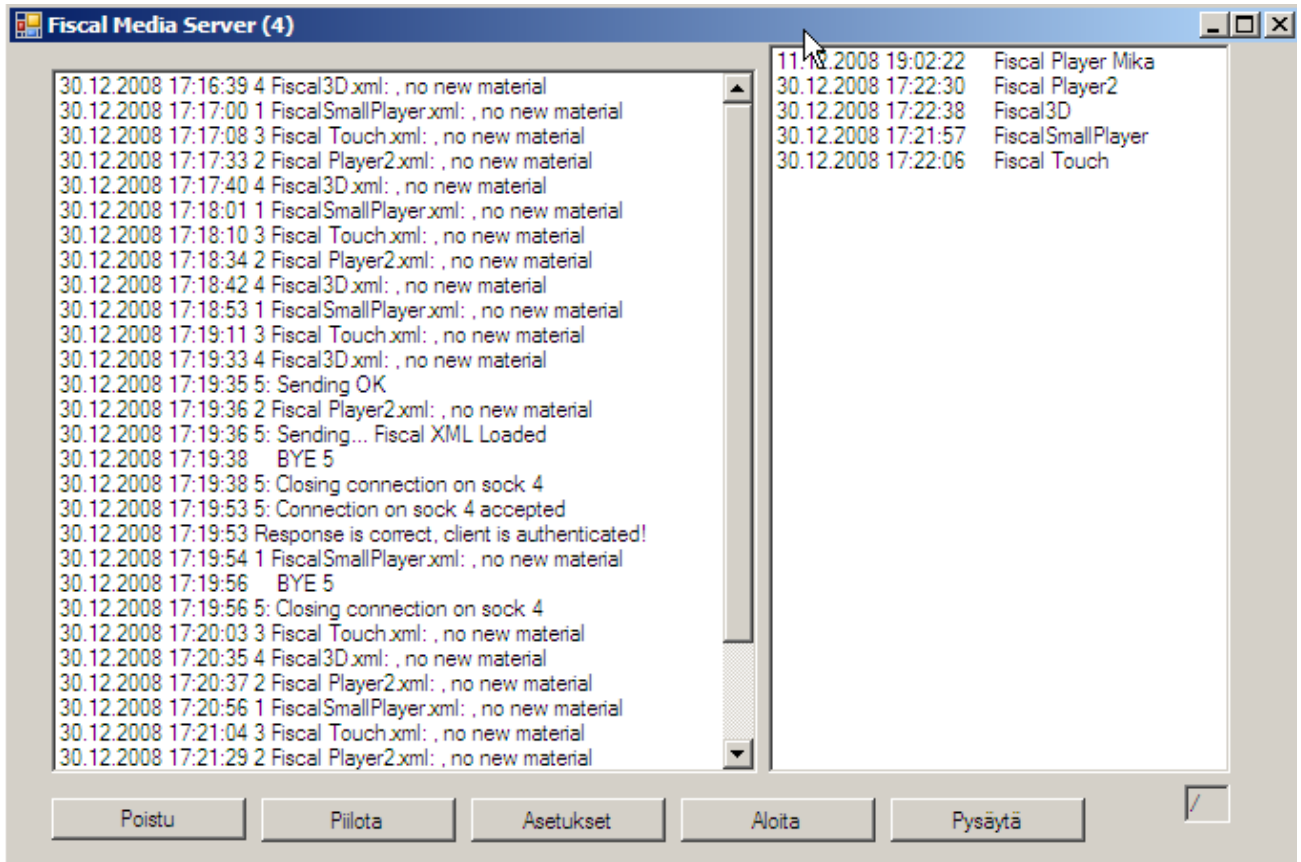 Fiscal Media Server (4)
30.12.2008 17:16:39 4 Fiscal3D.xml: , no new material
30.12.2008 17:17:00 1 FiscalSmallPlayer.xml: , no new material
30.12.2008 17:17:08 3 Fiscal Touch.xml: , no new material
30.12.2008 17:17:33 2 Fiscal Player2.xml: , no new material
30.12.2008 17:17:40 4 Fiscal3D.xml: , no new material
30.12.2008 17:18:01 1 FiscalSmallPlayer.xml: , no new material
30.12.2008 17:18:10 3 Fiscal Touch.xml: , no new material
30.12.2008 17:18:34 2 Fiscal Player2.xml: , no new material
30.12.2008 17:18:42 4 Fiscal3D.xml: , no new material
30.12.2008 17:18:53 1 FiscalSmallPlayer.xml: , no new material
30.12.2008 17:19:11 3 Fiscal Touch.xml: , no new material
30.12.2008 17:19:33 4 Fiscal3D.xml: , no new material
30.12.2008 17:19:35 5: Sending OK
30.12.2008 17:19:36 2 Fiscal Player2.xml: , no new material
30.12.2008 17:19:36 5: Sending... Fiscal XML Loaded
30.12.2008 17:19:38 BYE 5
30.12.2008 17:19:38 5: Closing connection on sock 4
30.12.2008 17:19:53 5: Connection on sock 4 accepted
30.12.2008 17:19:53 Response is correct, client is authenticated!
30.12.2008 17:19:54 1 FiscalSmallPlayer.xml: , no new material
30.12.2008 17:19:56 BYE 5
30.12.2008 17:19:56 5: Closing connection on sock 4
30.12.2008 17:20:03 3 Fiscal Touch.xml: , no new material
30.12.2008 17:20:35 4 Fiscal3D.xml: , no new material
30.12.2008 17:20:37 2 Fiscal Player2.xml: , no new material
30.12.2008 17:20:56 1 FiscalSmallPlayer.xml: , no new material
30.12.2008 17:21:04 3 Fiscal Touch.xml: , no new material
30.12.2008 17:21:29 2 Fiscal Player2.xml: , no new material
11.12.2008 19:02:22 Fiscal Player Mika
30.12.2008 17:22:30 Fiscal Player2
30.12.2008 17:22:38 Fiscal3D
30.12.2008 17:21:57 FiscalSmallPlayer
30.12.2008 17:22:06 Fiscal Touch
Poistu Piilota Asetukset Aloita Pysäytä /